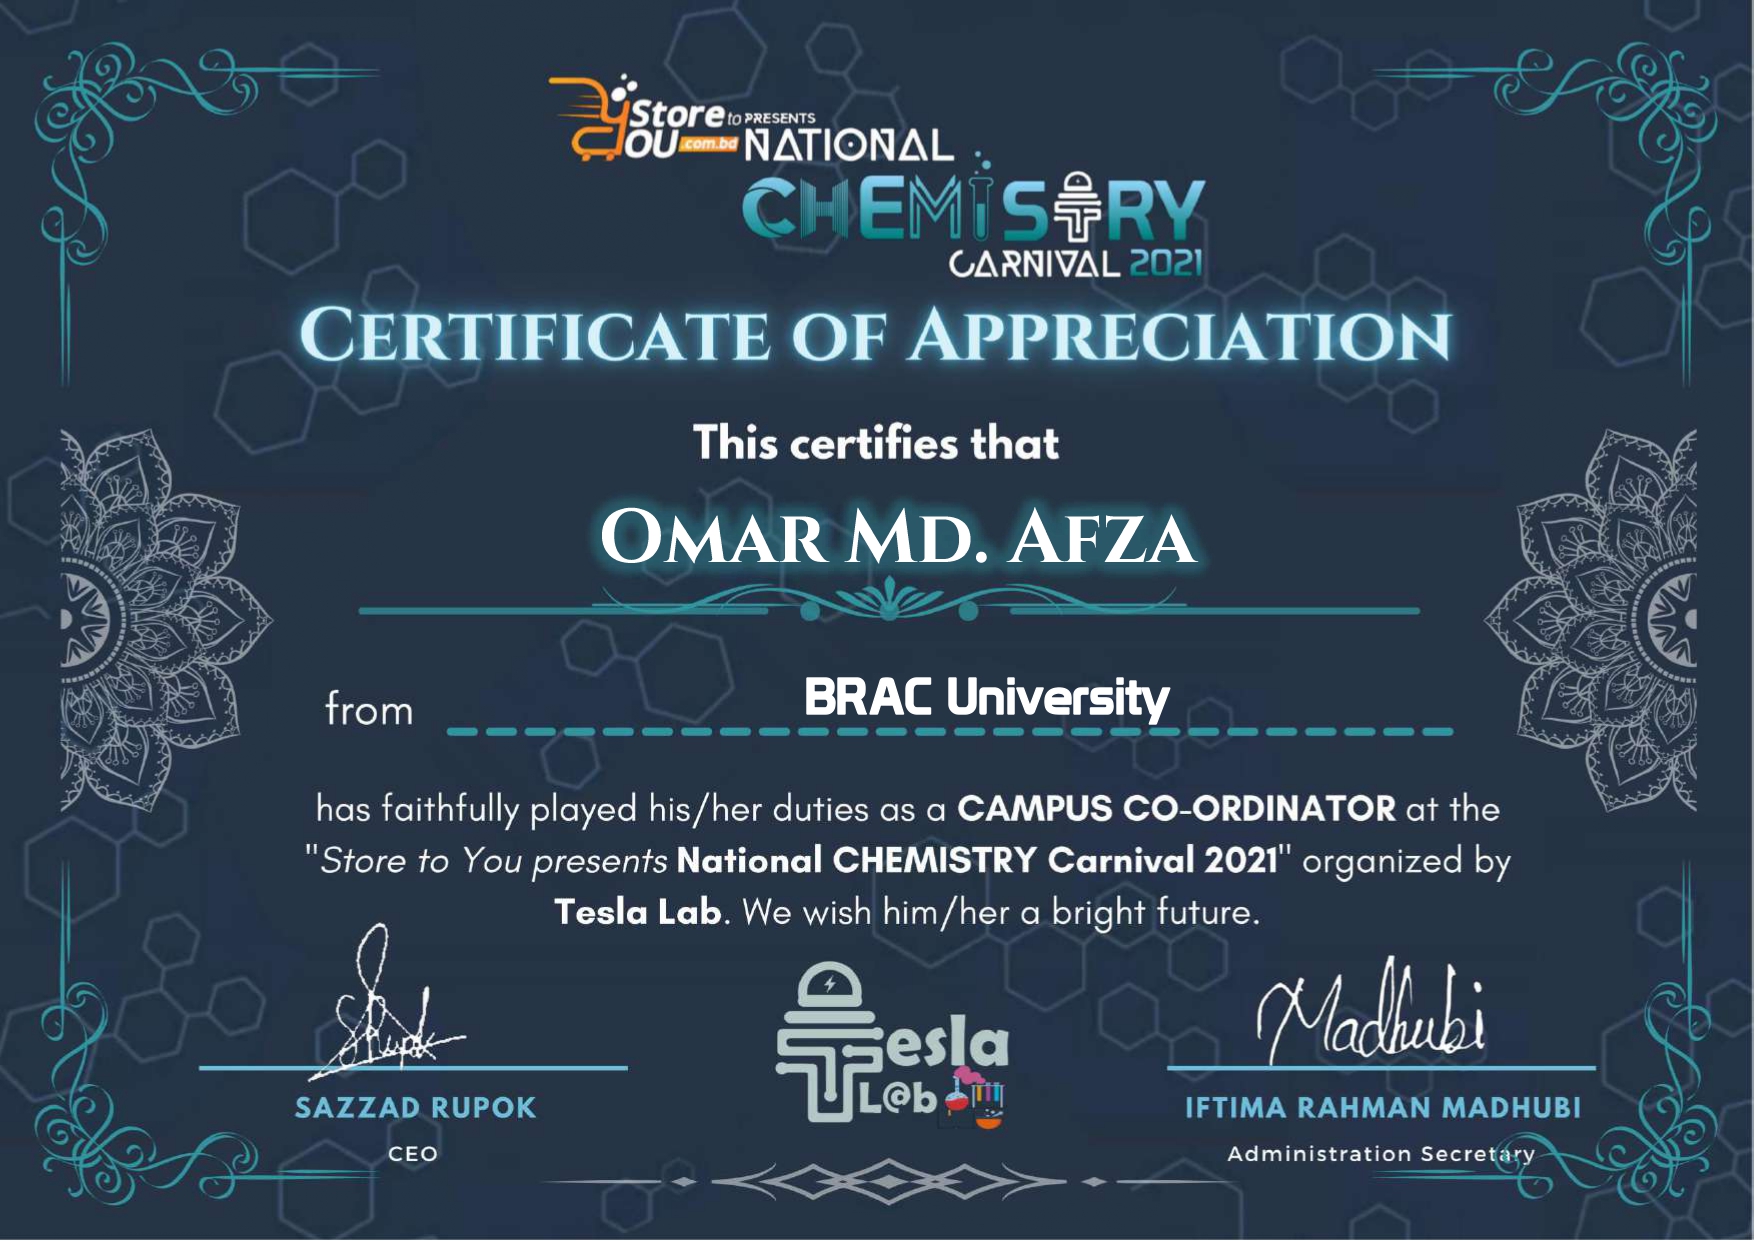 Store to PRESENTS
YOU .com.bd NATIONAL
CHEMISTRY
CARNIVAL 2021
CERTIFICATE OF APPRECIATION
This certifies that
OMAR MD. AFZA
from BRAC University
has faithfully played his/her duties as a CAMPUS CO-ORDINATOR at the
"Store to You presents National CHEMISTRY Carnival 2021" organized by
Tesla Lab. We wish him/her a bright future.
SRupok
Madhubi
Tesla
L@b
SAZZAD RUPOK
IFTIMA RAHMAN MADHUBI
CEO
Administration Secretary